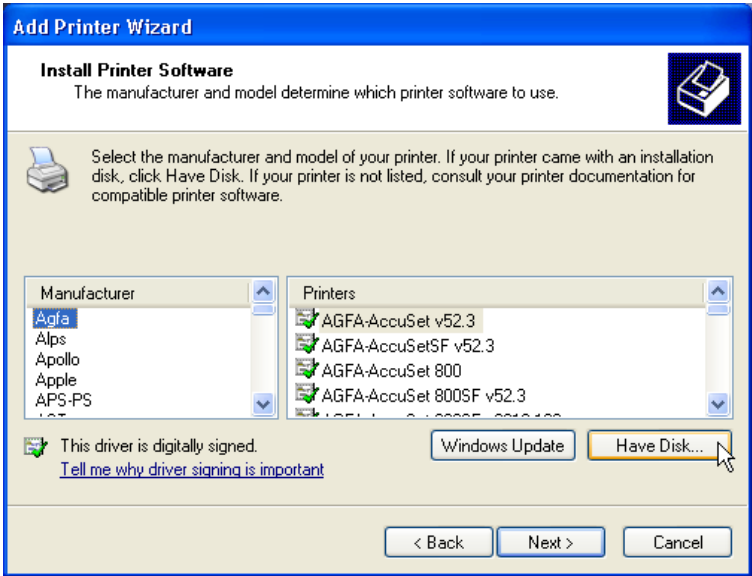 Add Printer Wizard
Install Printer Software
The manufacturer and model determine which printer software to use.
Select the manufacturer and model of your printer. If your printer came with an installation
disk, click Have Disk. If your printer is not listed, consult your printer documentation for
compatible printer software.
Manufacturer
Agfa
Alps
Apollo
Apple
APS-PS
Printers
AGFA-AccuSet v52.3
AGFA-AccuSetSF v52.3
AGFA-AccuSet 800
AGFA-AccuSet 800SF v52.3
This driver is digitally signed.
Tell me why driver signing is important
Windows Update
Have Disk...
< Back
Next >
Cancel